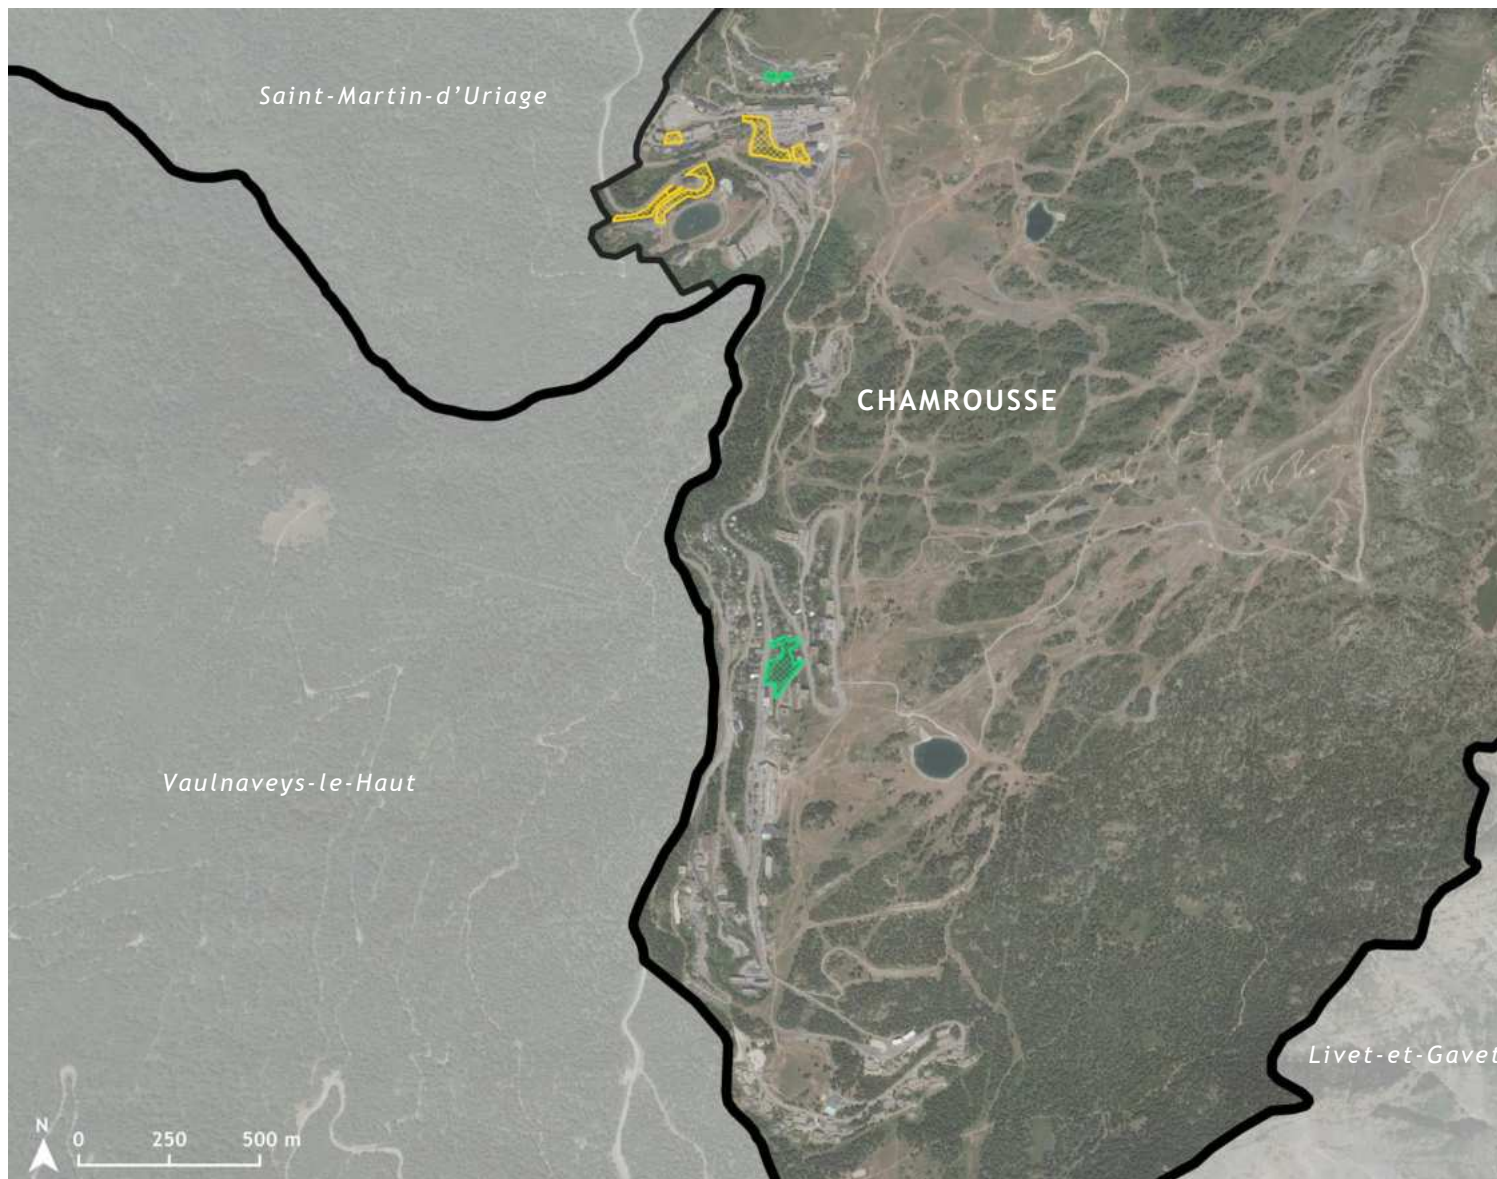 Saint-Martin-d'Uriage
CHAMROUSSE
Vaulnaveys-le-Haut
Livet-et-Gavet
N
0 250 500 m